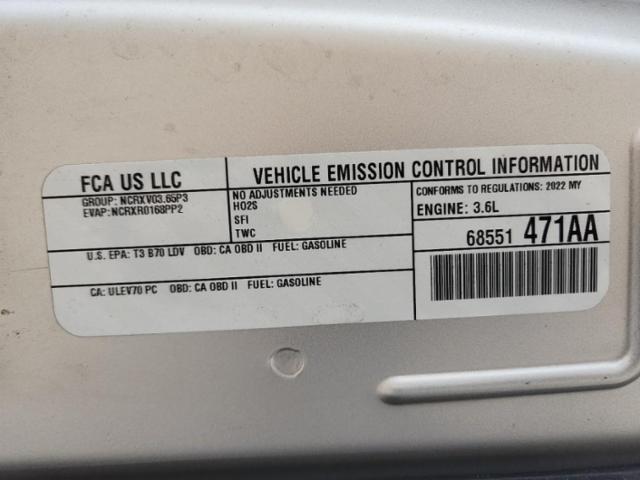 FCA US LLC
GROUP: NCRXV03.65P3
EVAP: NCRXR0168PP2
VEHICLE EMISSION CONTROL INFORMATION
NO ADJUSTMENTS NEEDED
HO2S
SFI
TWC
CONFORMS TO REGULATIONS: 2022 MY
ENGINE: 3.6L
U.S. EPA: T3 B70 LDV OBD: CA OBD II FUEL: GASOLINE
CA: ULEV70 PC OBD: CA OBD II FUEL: GASOLINE
68551 471AA